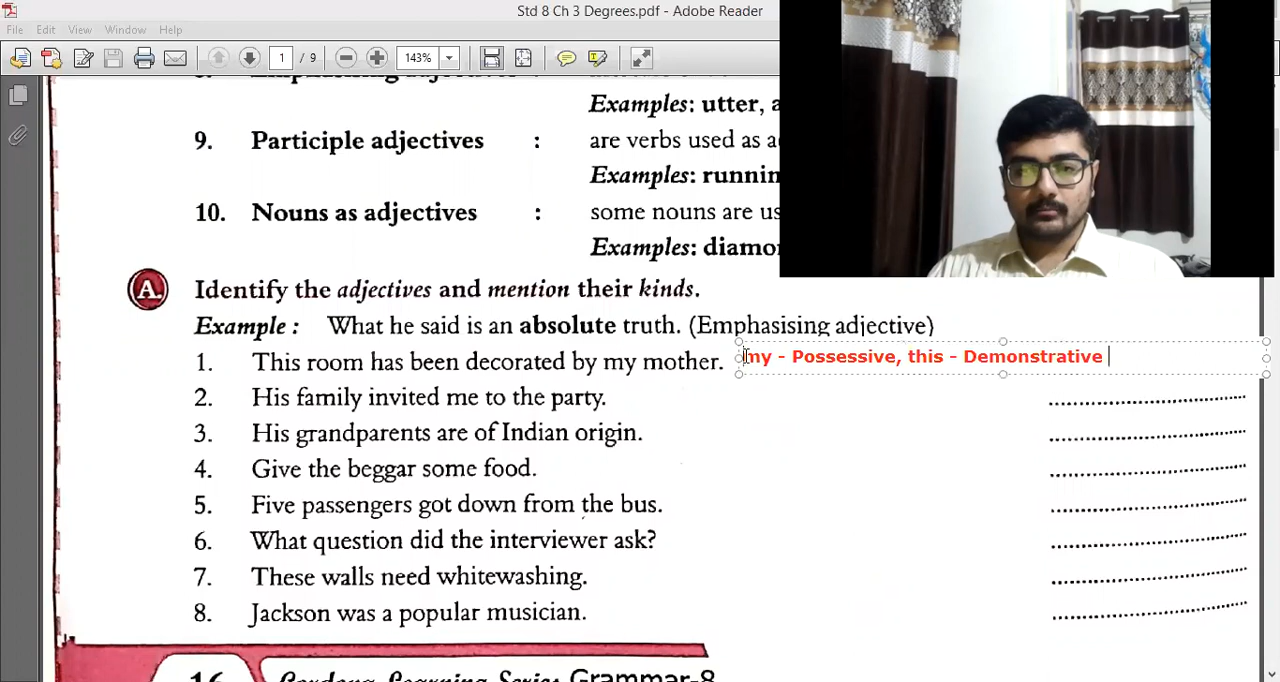 Std 8 Ch 3 Degrees.pdf - Adobe Reader
File Edit View Window Help
1 / 9 143%
Examples: utter, a
9. Participle adjectives : are verbs used as a
Examples: runnin
10. Nouns as adjectives : some nouns are us
Examples: diamo
A. Identify the adjectives and mention their kinds.
Example : What he said is an absolute truth. (Emphasising adjective)
1. This room has been decorated by my mother. my - Possessive, this - Demonstrative
2. His family invited me to the party.
3. His grandparents are of Indian origin.
4. Give the beggar some food.
5. Five passengers got down from the bus.
6. What question did the interviewer ask?
7. These walls need whitewashing.
8. Jackson was a popular musician.
16 Cordova Learning Series Grammar-8